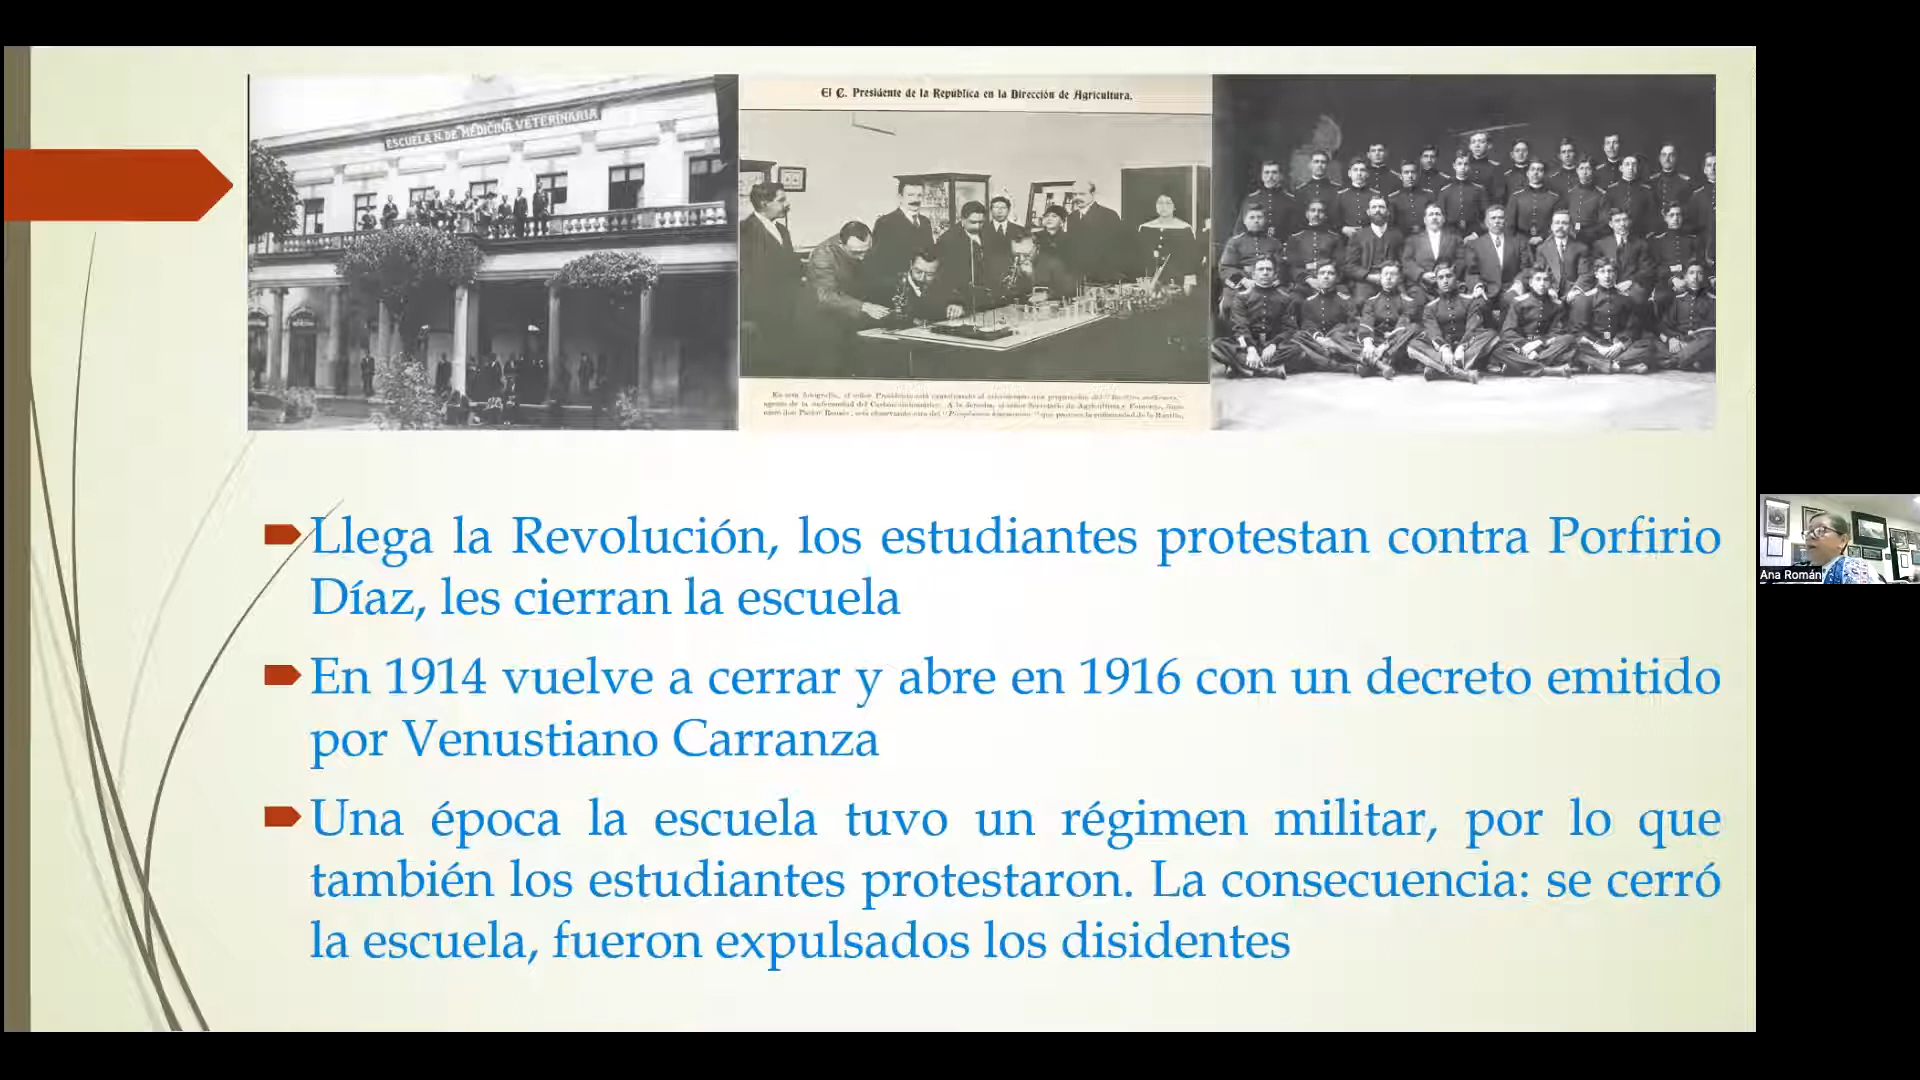 ESCUELA N. DE MEDICINA VETERINARIA
El C. Presidente de la República en la Dirección de Agricultura.
Llega la Revolución, los estudiantes protestan contra Porfirio
Díaz, les cierran la escuela
En 1914 vuelve a cerrar y abre en 1916 con un decreto emitido
por Venustiano Carranza
Una época la escuela tuvo un régimen militar, por lo que
también los estudiantes protestaron. La consecuencia: se cerró
la escuela, fueron expulsados los disidentes
Ana Román